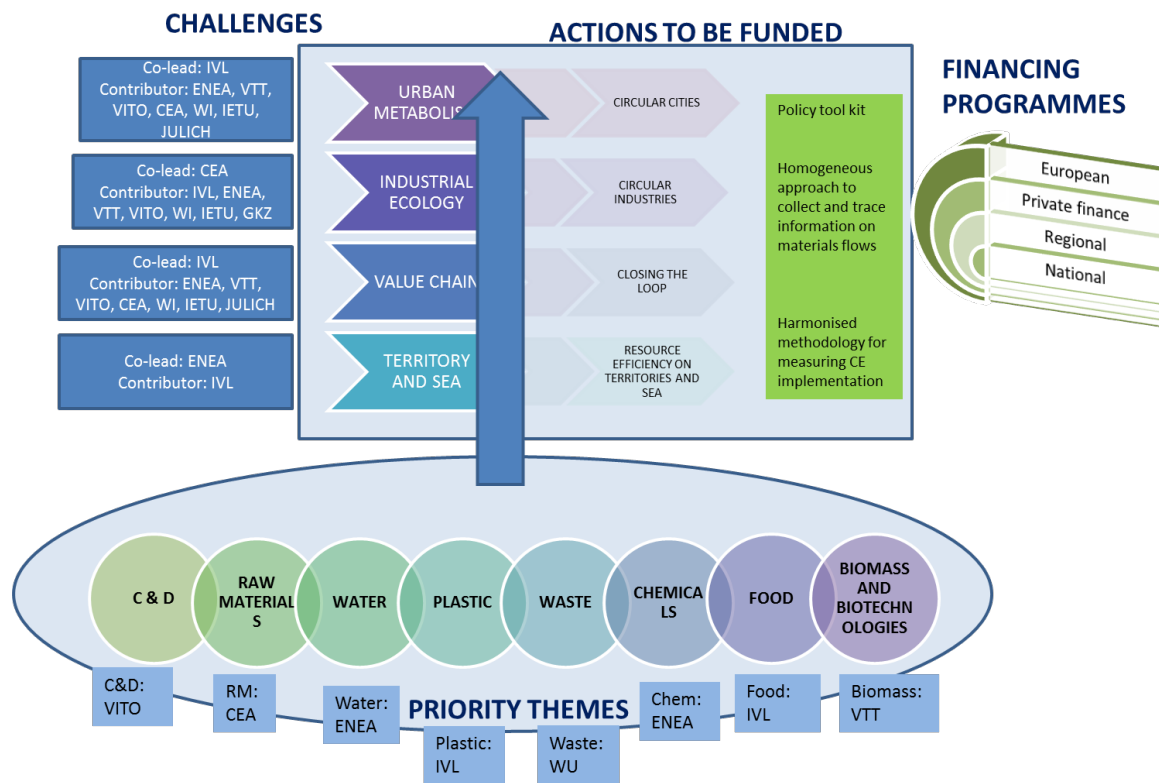 CHALLENGES
ACTIONS TO BE FUNDED
FINANCING
PROGRAMMES
Co-lead: IVL
Contributor: ENEA, VTT,
VITO, CEA, WI, IETU,
JULICH
URBAN
METABOLIS
CIRCULAR CITIES
Co-lead: CEA
Contributor: IVL, ENEA,
VTT, VITO, WI, IETU, GKZ
INDUSTRIAL
ECOLOGY
CIRCULAR
INDUSTRIES
Co-lead: IVL
Contributor: ENEA, VTT,
VITO, CEA, WI, IETU, JULICH
VALUE CHAIN
CLOSING THE
LOOP
Co-lead: ENEA
Contributor: IVL
TERRITORY
AND SEA
RESOURCE
EFFICIENCY ON
TERRITORIES AND
SEA
Policy tool kit
Homogeneous
approach to
collect and trace
information on
materials flows
Harmonised
methodology for
measuring CE
implementation
European
Private finance
Regional
National
C & D
RAW
MATERIAL
S
WATER
PLASTIC
WASTE
CHEMICA
LS
FOOD
BIOMASS
AND
BIOTECHN
OLOGIES
C&D:
VITO
RM:
CEA
Water:
ENEA
PRIORITY THEMES
Plastic:
IVL
Waste:
WU
Chem:
ENEA
Food:
IVL
Biomass:
VTT